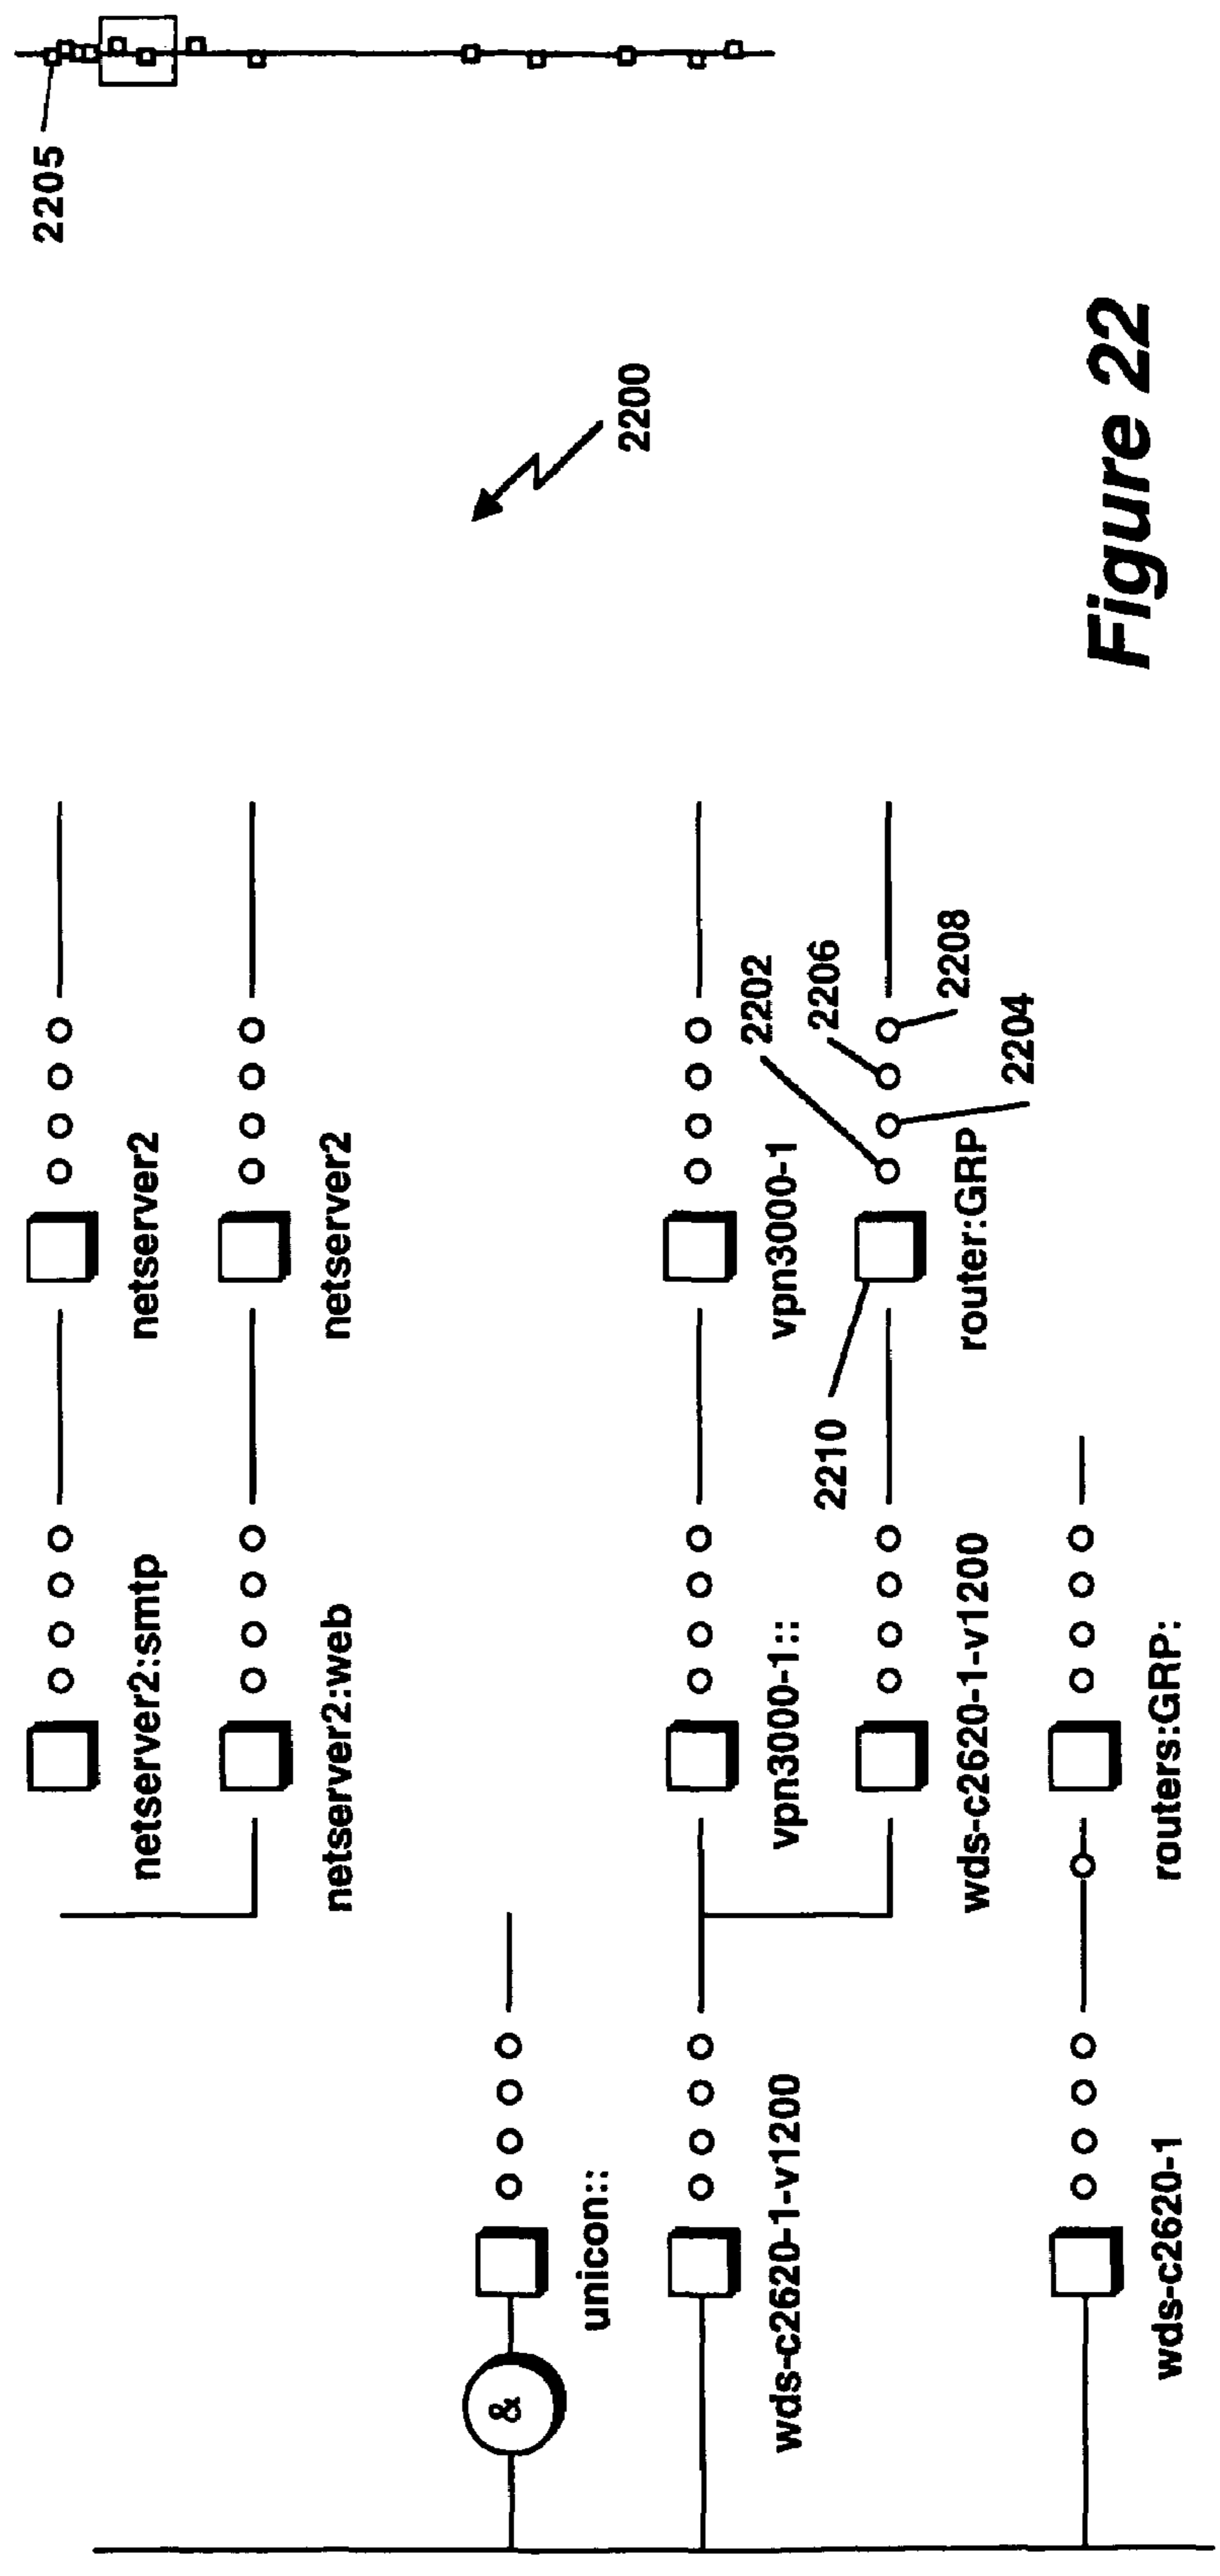 2205
netserver2:smtp
netserver2
netserver2:web
netserver2
&
unicon::
2200
wds-c2620-1-v1200
vpn3000-1::
vpn3000-1
2202
2206
2210
wds-c2620-1-v1200
router:GRP
2208
2204
wds-c2620-1
routers:GRP:
Figure 22